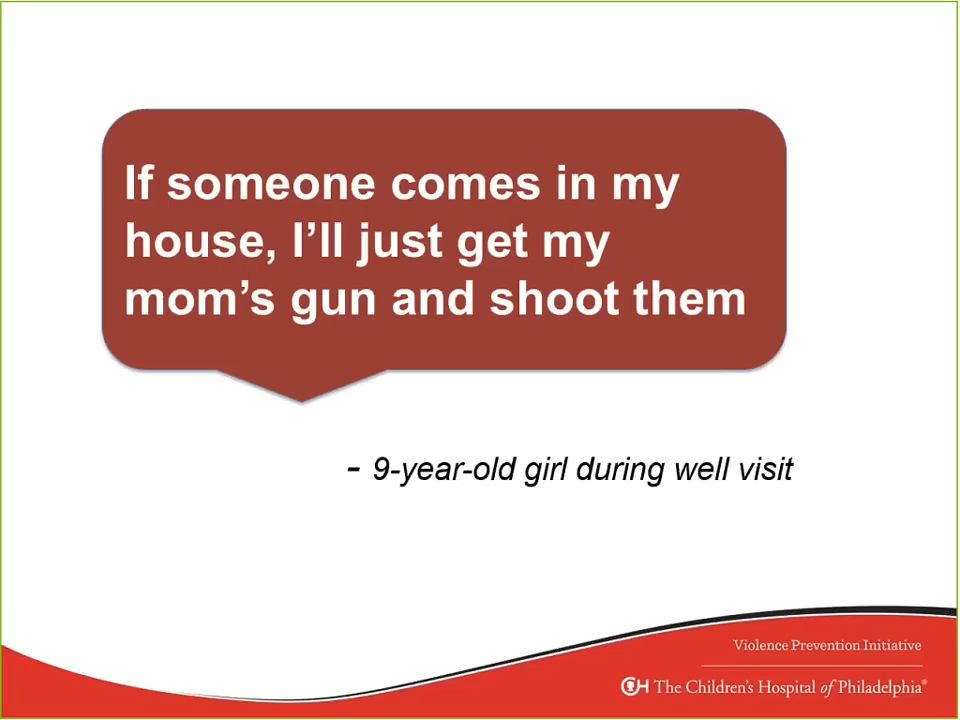 If someone comes in my
house, I’ll just get my
mom’s gun and shoot them
- 9-year-old girl during well visit
Violence Prevention Initiative
CH The Children’s Hospital of Philadelphia®